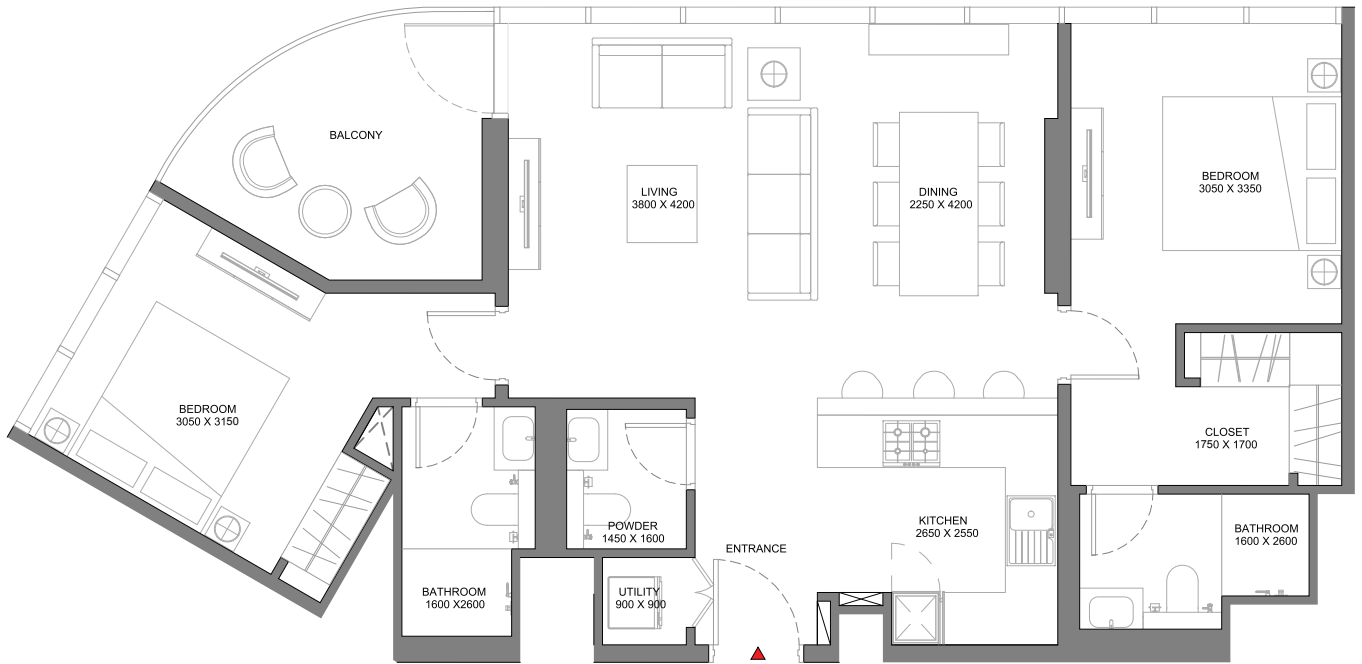 BALCONY
LIVING
3800 X 4200
DINING
2250 X 4200
BEDROOM
3050 X 3350
BEDROOM
3050 X 3150
CLOSET
1750 X 1700
KITCHEN
2650 X 2550
POWDER
1450 X 1600
BATHROOM
1600 X 2600
ENTRANCE
BATHROOM
1600 X2600
UTILITY
900 X 900